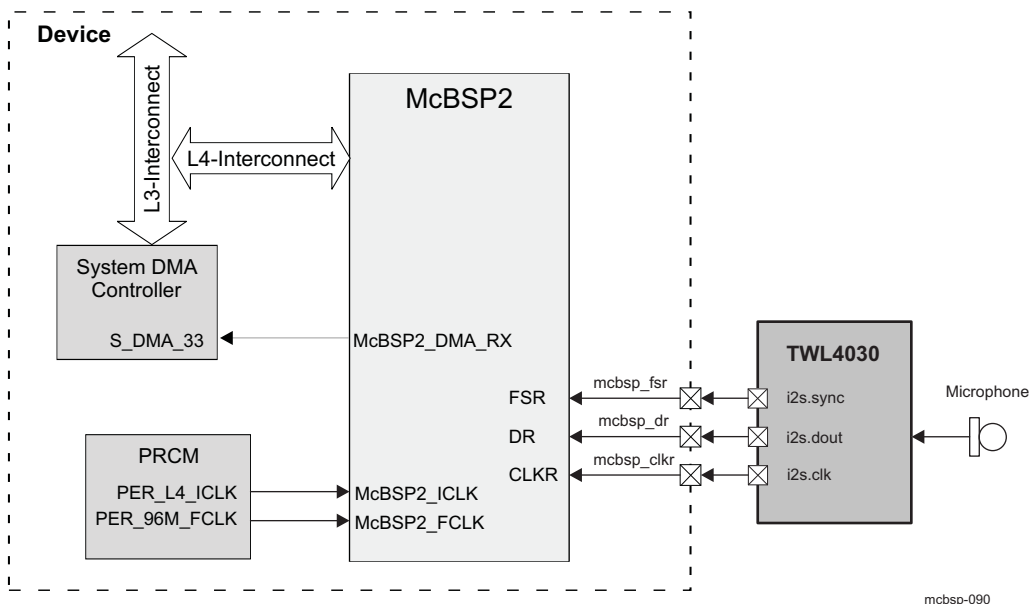 Device
L3-Interconnect
L4-Interconnect
McBSP2
System DMA
Controller
S_DMA_33
McBSP2_DMA_RX
PRCM
PER_L4_ICLK
PER_96M_FCLK
McBSP2_ICLK
McBSP2_FCLK
FSR
DR
CLKR
mcbsp_fsr
mcbsp_dr
mcbsp_clkr
TWL4030
i2s.sync
i2s.dout
i2s.clk
Microphone
mcbsp-090